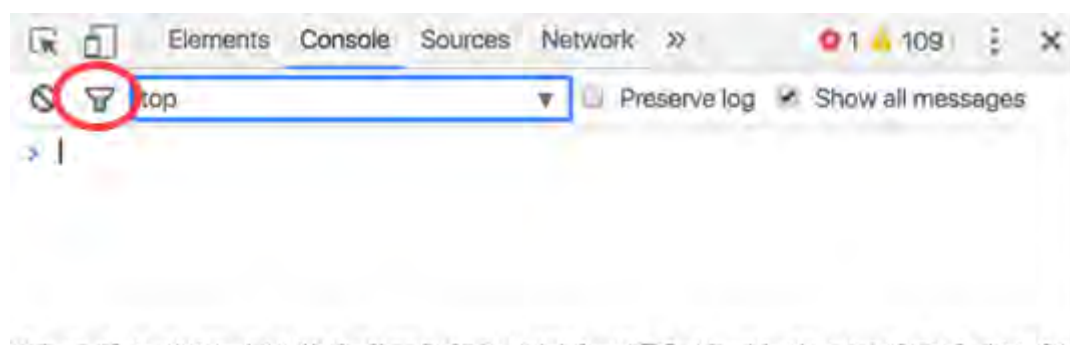 Elements Console Sources Network » 1 109
top ▼ Preserve log Show all messages
>